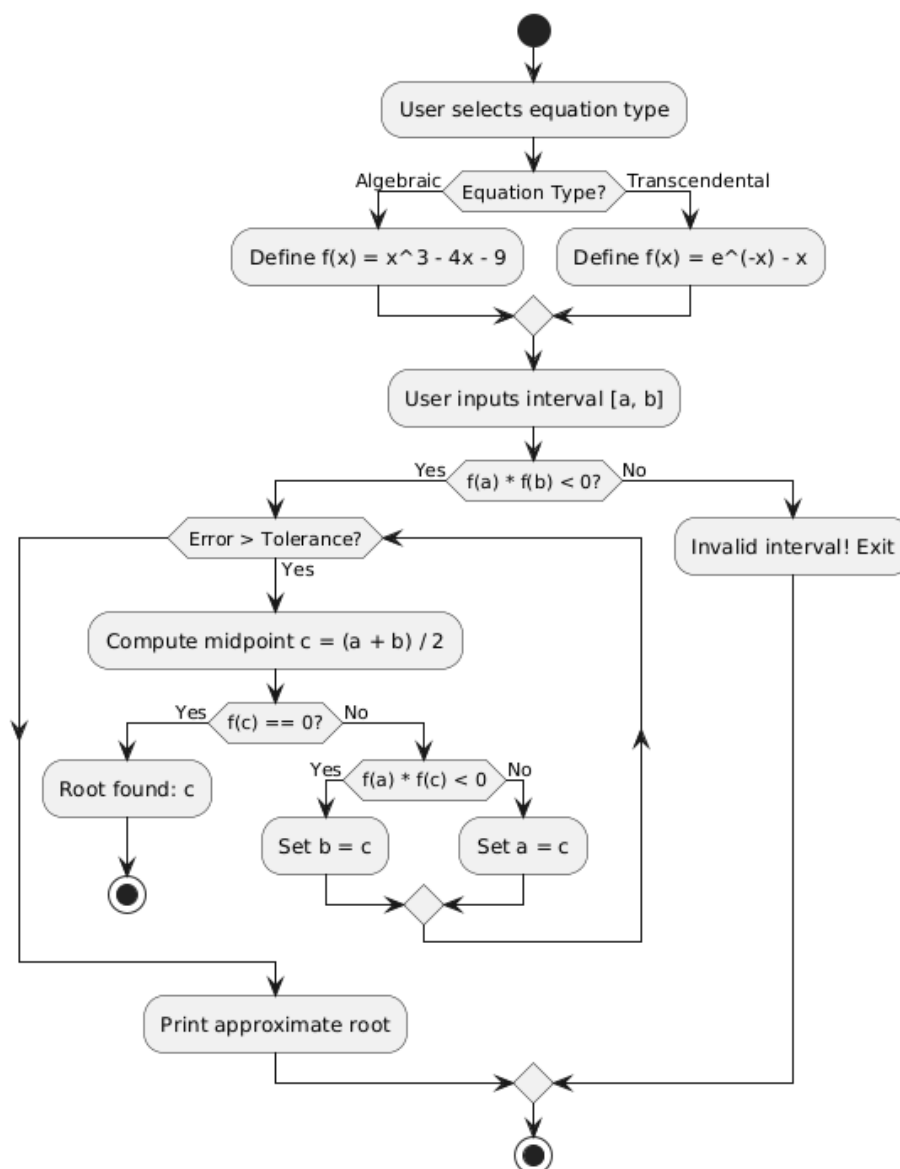 User selects equation type
Algebraic
Equation Type?
Transcendental
Define f(x) = x^3 - 4x - 9
Define f(x) = e^(-x) - x
User inputs interval [a, b]
Yes
f(a) * f(b) < 0?
No
Error > Tolerance?
Invalid interval! Exit
Yes
Compute midpoint c = (a + b) / 2
Yes
f(c) == 0?
No
Root found: c
Yes
f(a) * f(c) < 0
No
Set b = c
Set a = c
Print approximate root